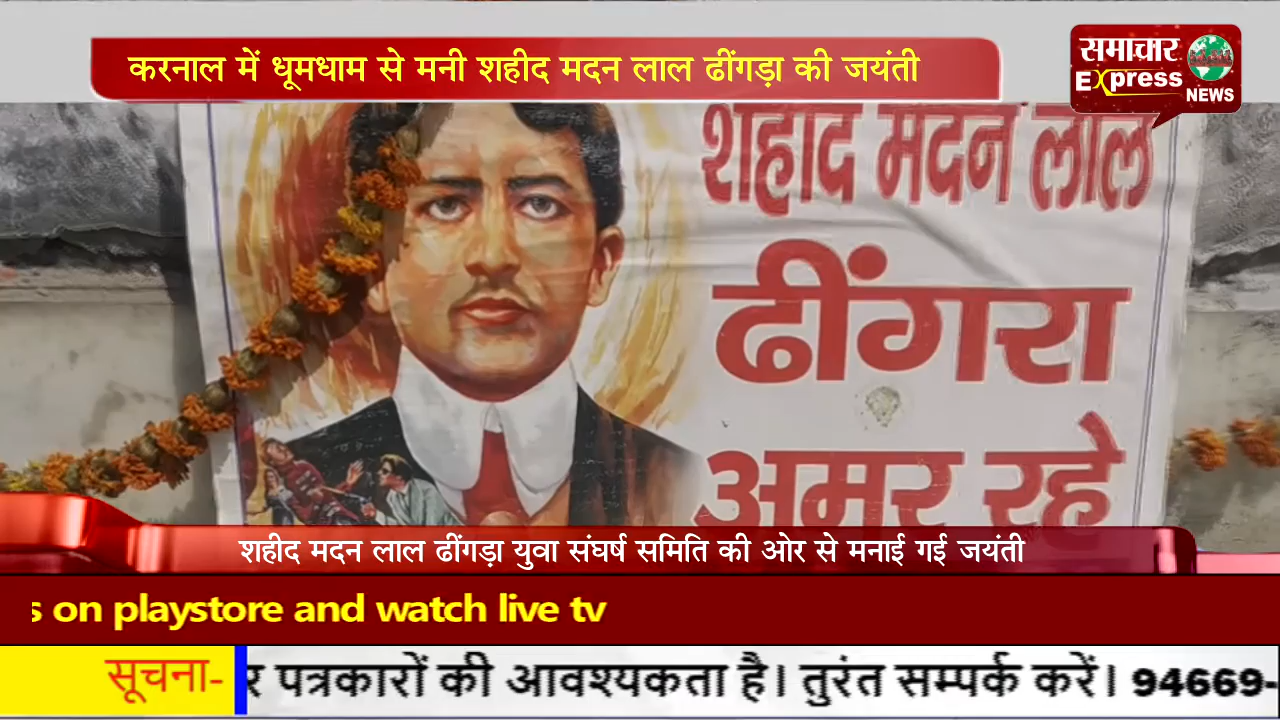 करनाल में धूमधाम से मनी शहीद मदन लाल ढींगड़ा की जयंती
समाचार
Express
NEWS
शहीद मदन लाल
ढींगरा
अमर रहे
शहीद मदन लाल ढींगड़ा युवा संघर्ष समिति की ओर से मनाई गई जयंती
s on playstore and watch live tv
सूचना- र पत्रकारों की आवश्यकता है। तुरंत सम्पर्क करें। 94669-